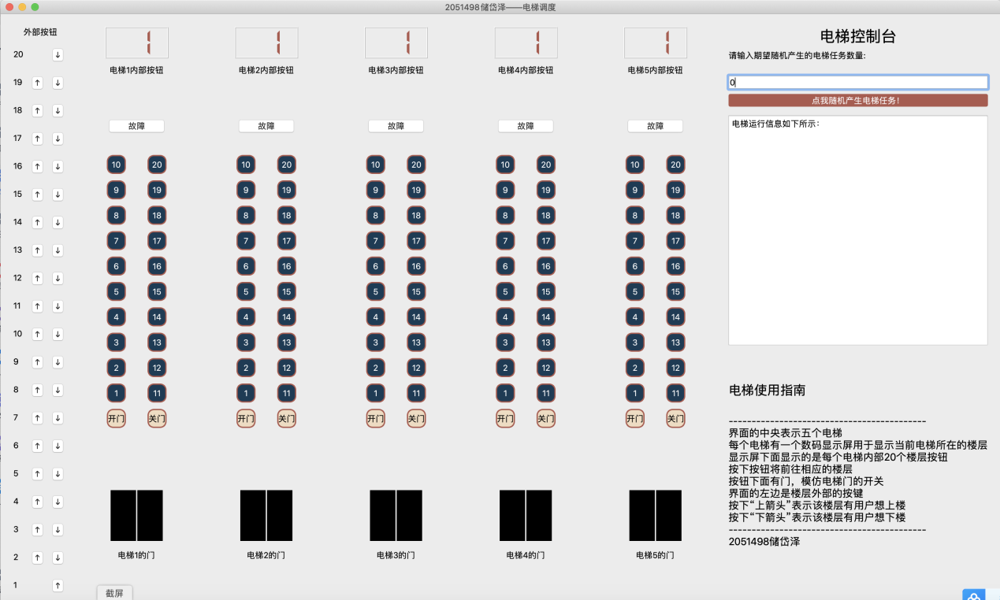 2051498储岱泽——电梯调度
外部按钮
20 ↓
19 ↑ ↓
18 ↑ ↓
17 ↑ ↓
16 ↑ ↓
15 ↑ ↓
14 ↑ ↓
13 ↑ ↓
12 ↑ ↓
11 ↑ ↓
10 ↑ ↓
9 ↑ ↓
8 ↑ ↓
7 ↑ ↓
6 ↑ ↓
5 ↑ ↓
4 ↑ ↓
3 ↑ ↓
2 ↑ ↓
1 ↑
1 1 1 1 1
电梯1内部按钮 电梯2内部按钮 电梯3内部按钮 电梯4内部按钮 电梯5内部按钮
故障 故障 故障 故障 故障
10 20 10 20 10 20 10 20 10 20
9 19 9 19 9 19 9 19 9 19
8 18 8 18 8 18 8 18 8 18
7 17 7 17 7 17 7 17 7 17
6 16 6 16 6 16 6 16 6 16
5 15 5 15 5 15 5 15 5 15
4 14 4 14 4 14 4 14 4 14
3 13 3 13 3 13 3 13 3 13
2 12 2 12 2 12 2 12 2 12
1 11 1 11 1 11 1 11 1 11
开门 关门 开门 关门 开门 关门 开门 关门 开门 关门
电梯1的门 电梯2的门 电梯3的门 电梯4的门 电梯5的门
截屏
电梯控制台
请输入期望随机产生的电梯任务数量:
0
点我随机产生电梯任务!
电梯运行信息如下所示:
电梯使用指南
-------------------------------------------
界面的中央表示五个电梯
每个电梯有一个数码显示屏用于显示当前电梯所在的楼层
显示屏下面显示的是每个电梯内部20个楼层按钮
按下按钮将前往相应的楼层
按钮下面有门，模仿电梯门的开关
界面的左边是楼层外部的按键
按下“上箭头”表示该楼层有用户想上楼
按下“下箭头”表示该楼层有用户想下楼
-------------------------------------------
2051498储岱泽